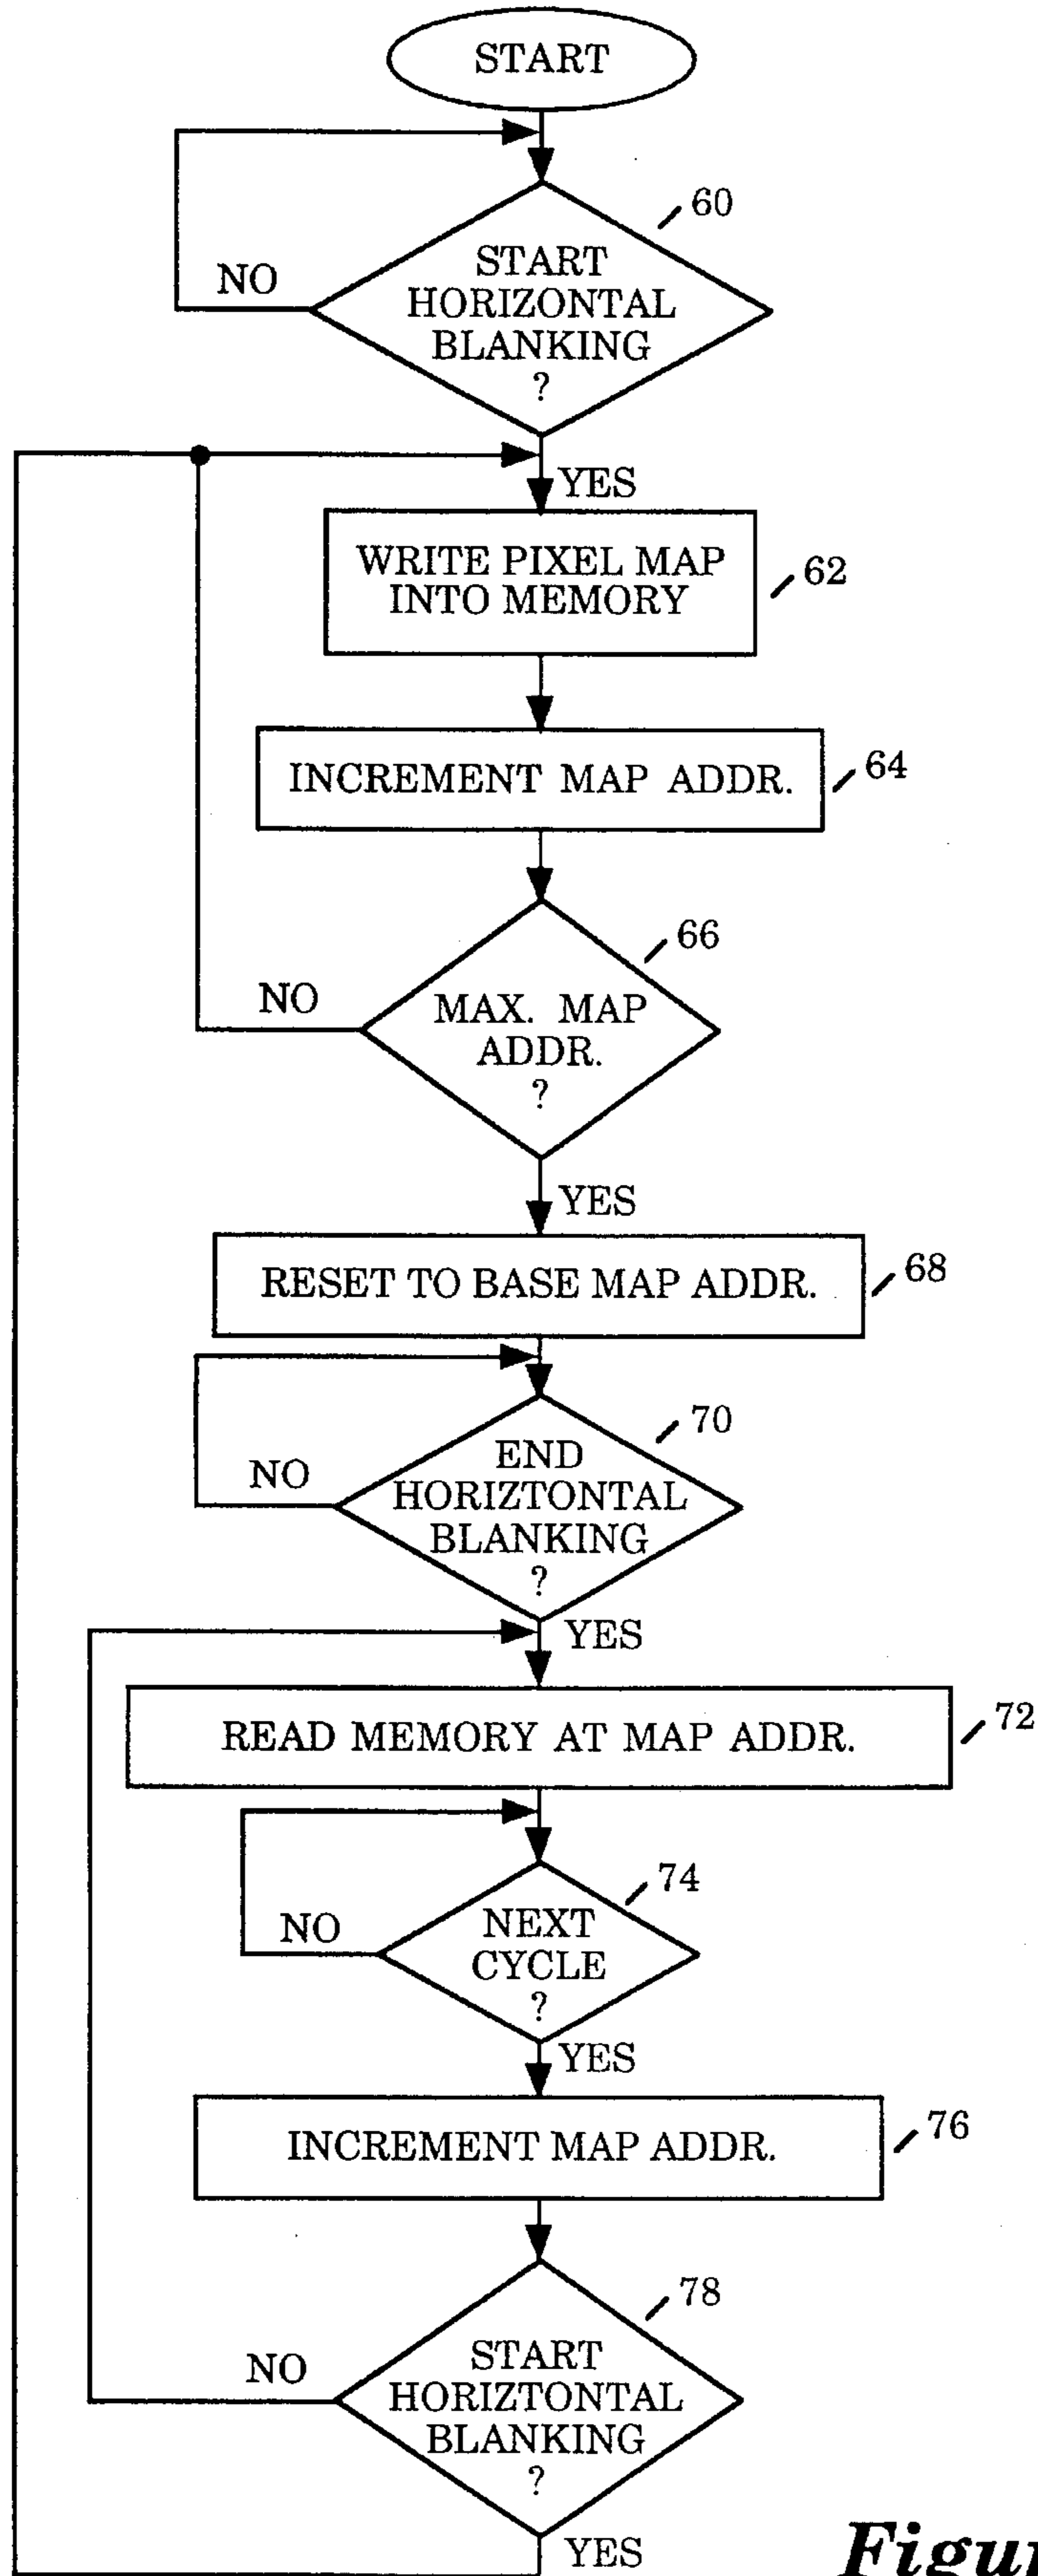 START
60
START
HORIZONTAL
BLANKING
?
NO
YES
WRITE PIXEL MAP
INTO MEMORY
62
INCREMENT MAP ADDR.
64
66
NO
MAX. MAP
ADDR.
?
YES
RESET TO BASE MAP ADDR.
68
70
END
HORIZTONTAL
BLANKING
?
NO
YES
READ MEMORY AT MAP ADDR.
72
74
NEXT
CYCLE
?
NO
YES
INCREMENT MAP ADDR.
76
78
START
HORIZTONTAL
BLANKING
?
NO
YES